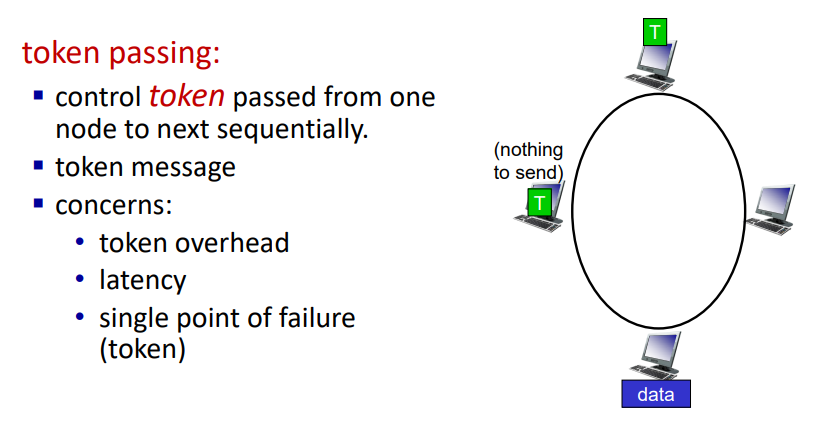 token passing:
▪ control token passed from one
node to next sequentially.
▪ token message
▪ concerns:
• token overhead
• latency
• single point of failure
(token)
T
(nothing
to send)
T
data